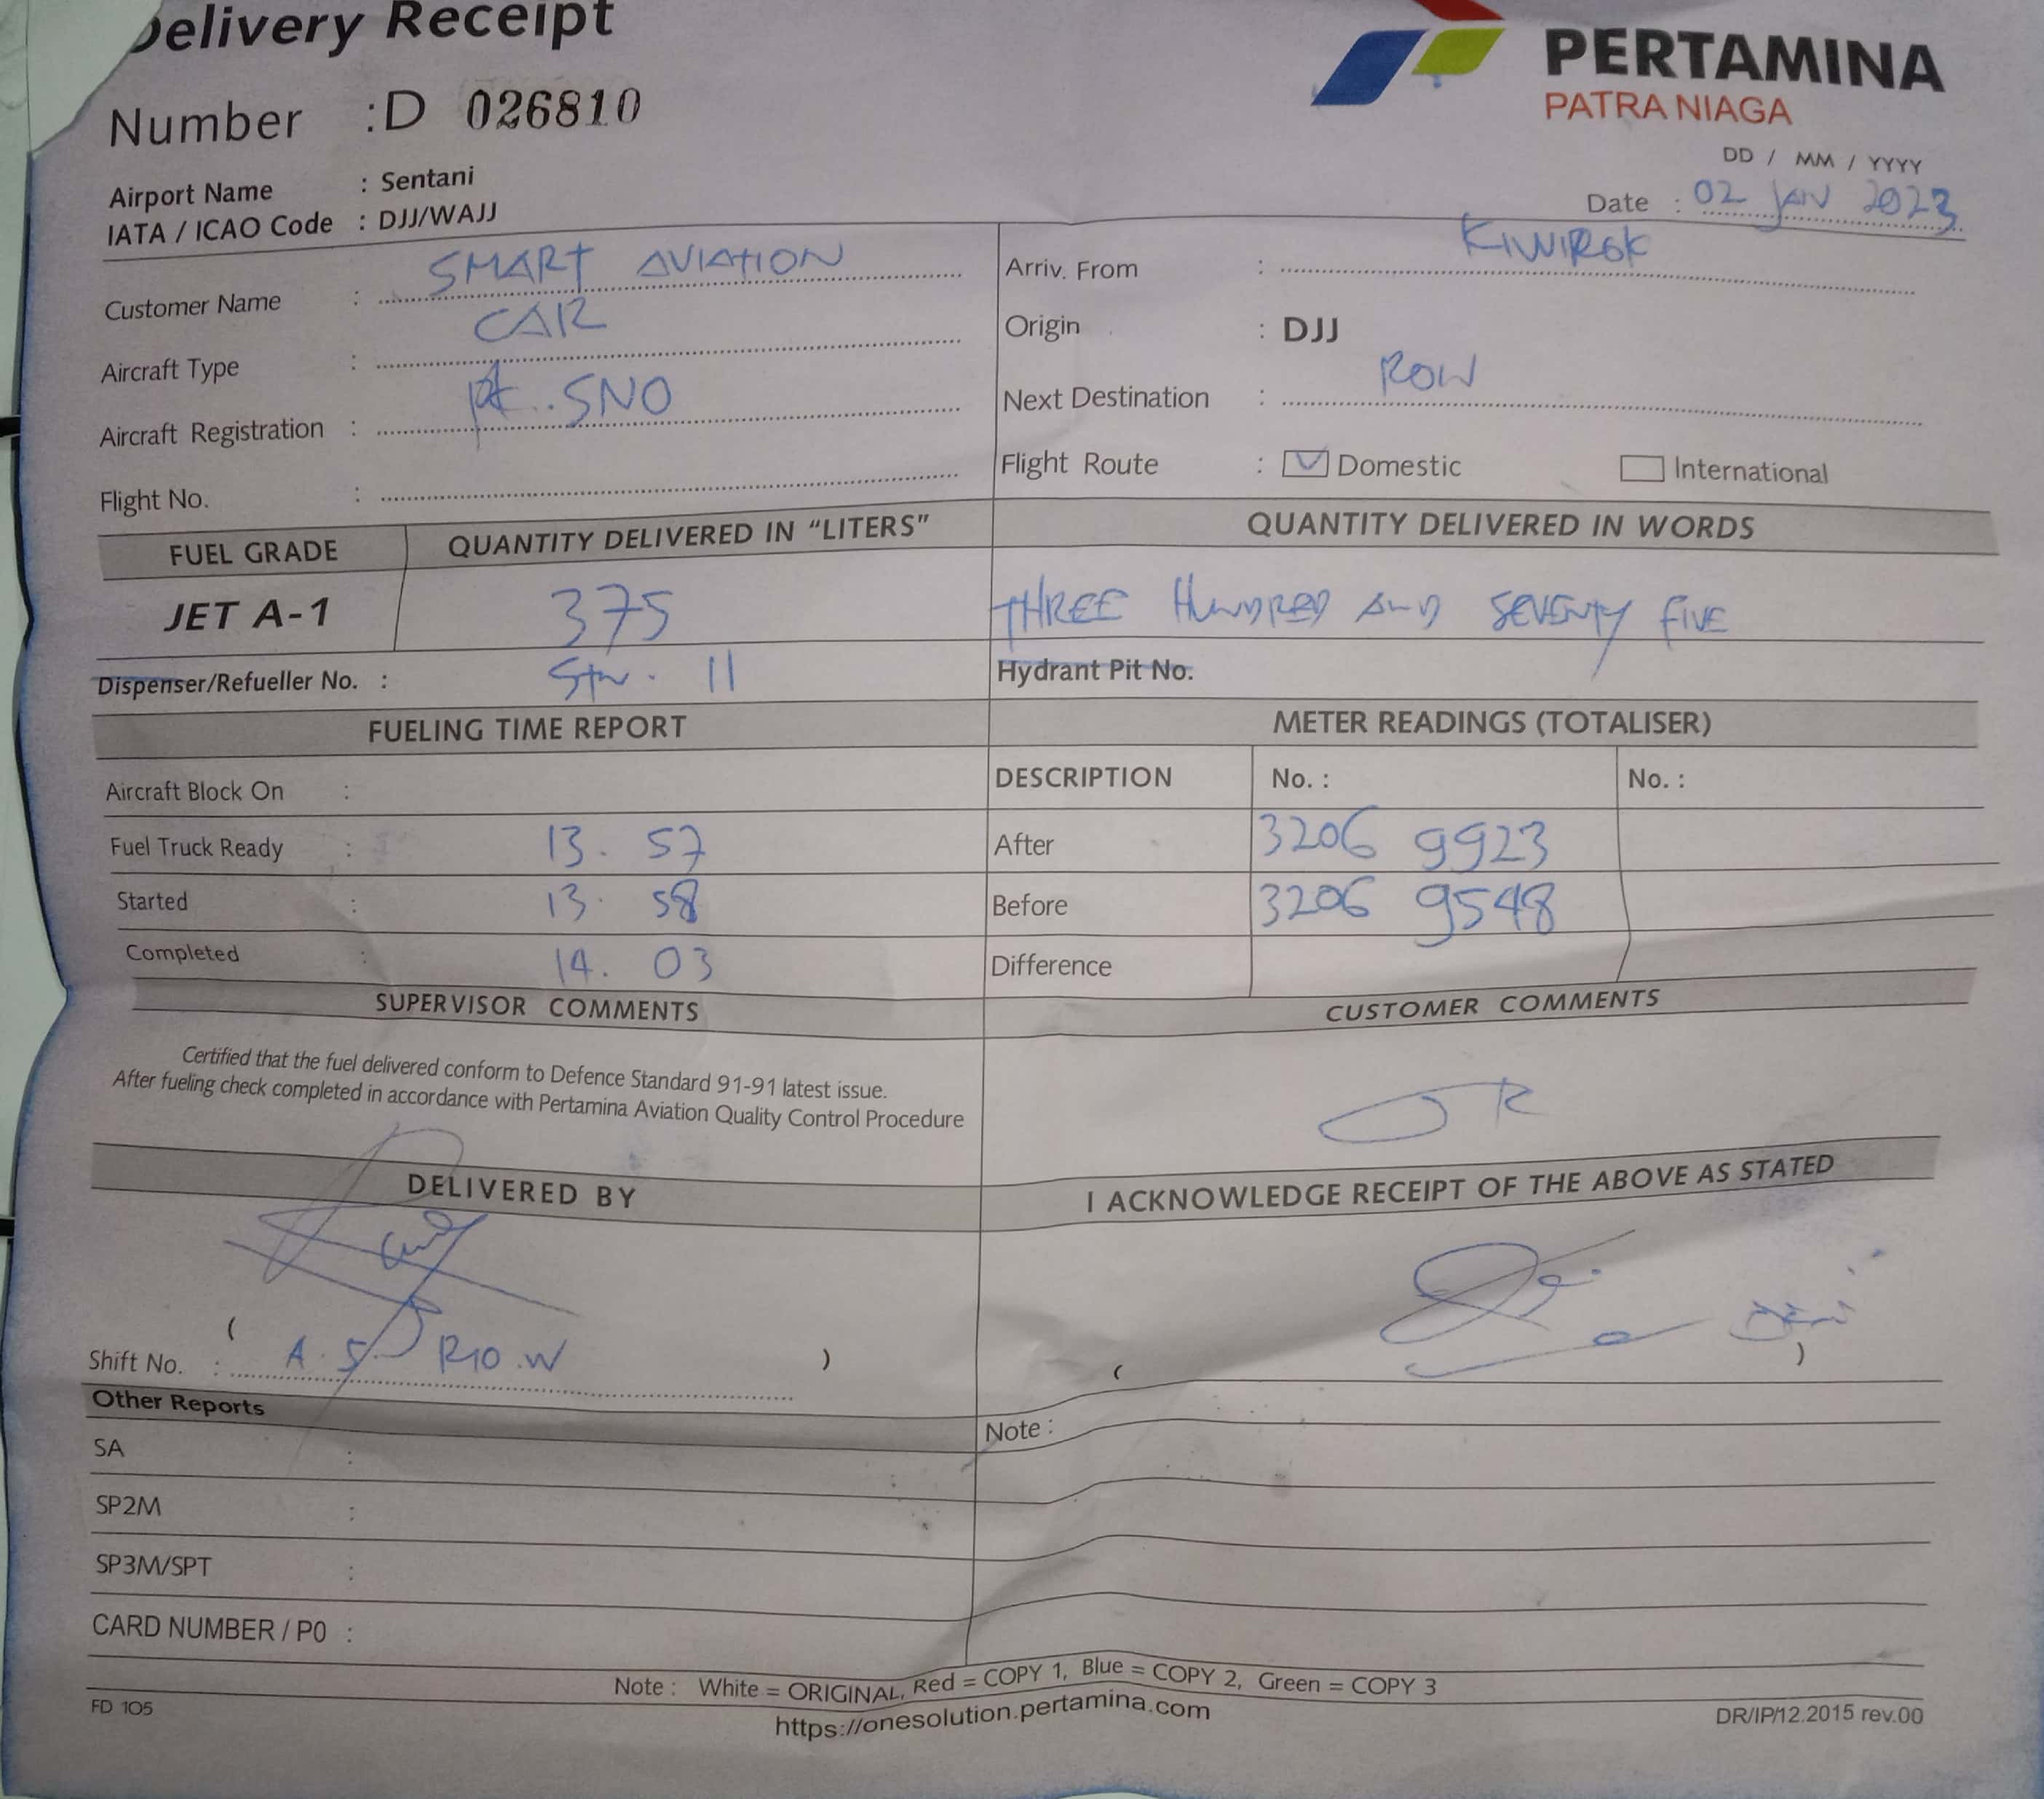 Delivery Receipt
PERTAMINA
PATRA NIAGA
Number : D 026810
DD / MM / YYYY
Date : 02 JAN 2023
Airport Name : Sentani
IATA / ICAO Code : DJJ/WAJJ
Customer Name : SMART AVIATION
Aircraft Type : CAR
Aircraft Registration : PK. SNO
Flight No. :
Arriv. From : KIWIROK
Origin : DJJ
Next Destination : ROW
Flight Route : Domestic International
FUEL GRADE QUANTITY DELIVERED IN “LITERS” QUANTITY DELIVERED IN WORDS
JET A-1 375 THREE HUNDRED AND SEVENTY FIVE
Dispenser/Refueller No. : 11 Hydrant Pit No.
FUELING TIME REPORT
Aircraft Block On :
Fuel Truck Ready : 13. 57
Started : 13. 58
Completed : 14. 03
METER READINGS (TOTALISER)
DESCRIPTION No. : No. :
After 3206 9923
Before 3206 9548
Difference
SUPERVISOR COMMENTS
Certified that the fuel delivered conform to Defence Standard 91-91 latest issue.
After fueling check completed in accordance with Pertamina Aviation Quality Control Procedure
CUSTOMER COMMENTS
OK
DELIVERED BY
( )
Shift No. : A. S RIO.W
I ACKNOWLEDGE RECEIPT OF THE ABOVE AS STATED
( )
Other Reports
SA :
SP2M :
SP3M/SPT :
CARD NUMBER / P0 :
Note :
Note : White = ORIGINAL, Red = COPY 1, Blue = COPY 2, Green = COPY 3
https://onesolution.pertamina.com
FD 105
DR/IP/12.2015 rev.00